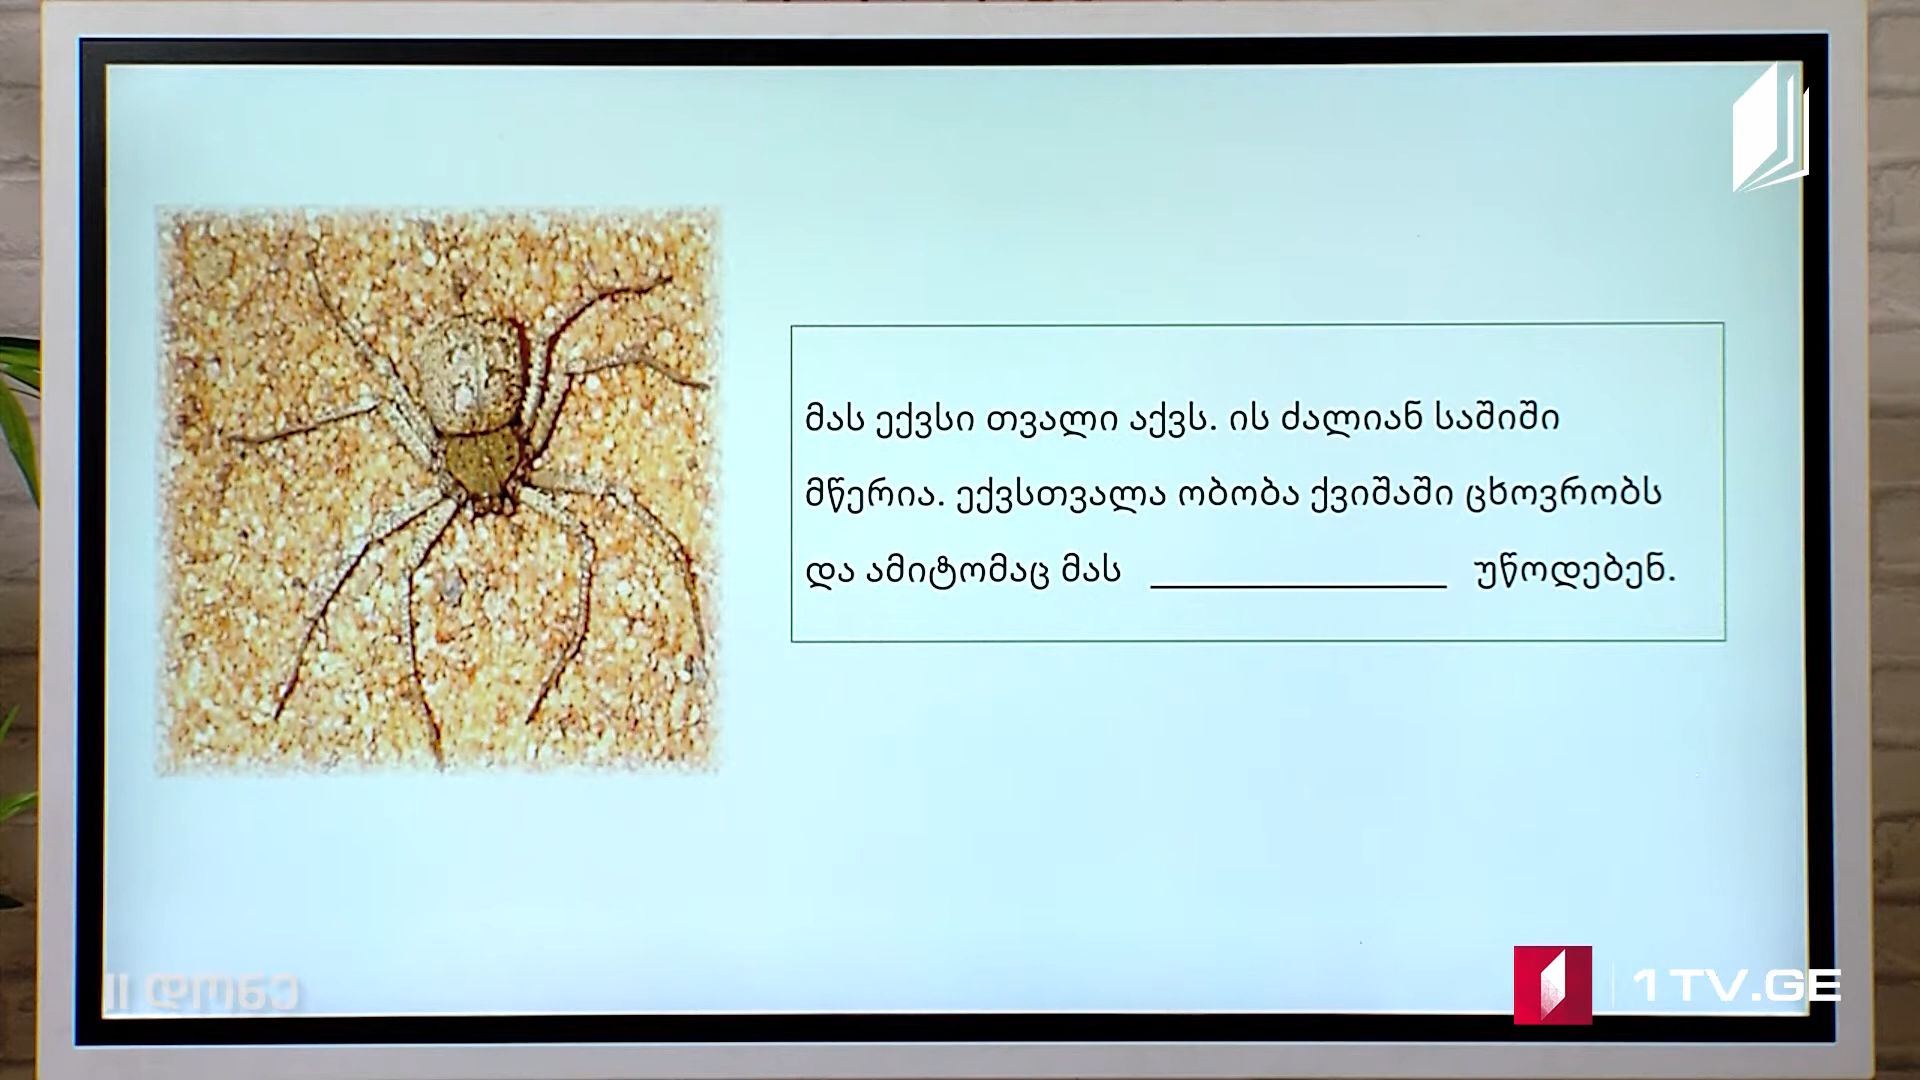 მას ექვსი თვალი აქვს. ის ძალიან საშიში
მწერია. ექვსთვალა ობობა ქვიშაში ცხოვრობს
და ამიტომაც მას ______________ უწოდებენ.
II დონე
1TV.GE